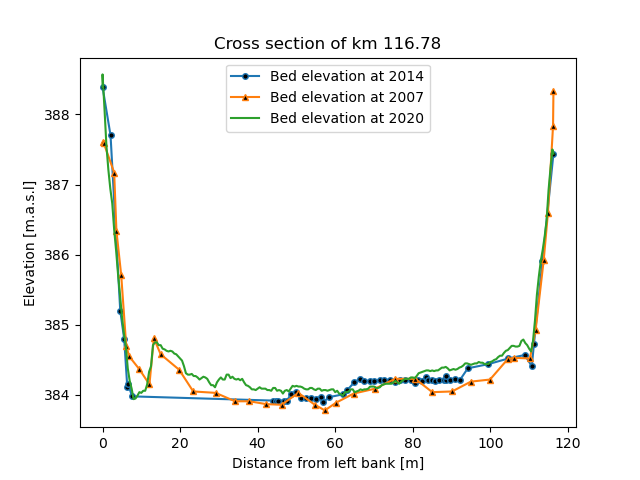 Cross section of km 116.78
Bed elevation at 2014
Bed elevation at 2007
Bed elevation at 2020
Elevation [m.a.s.l]
388
387
386
385
384
0 20 40 60 80 100 120
Distance from left bank [m]